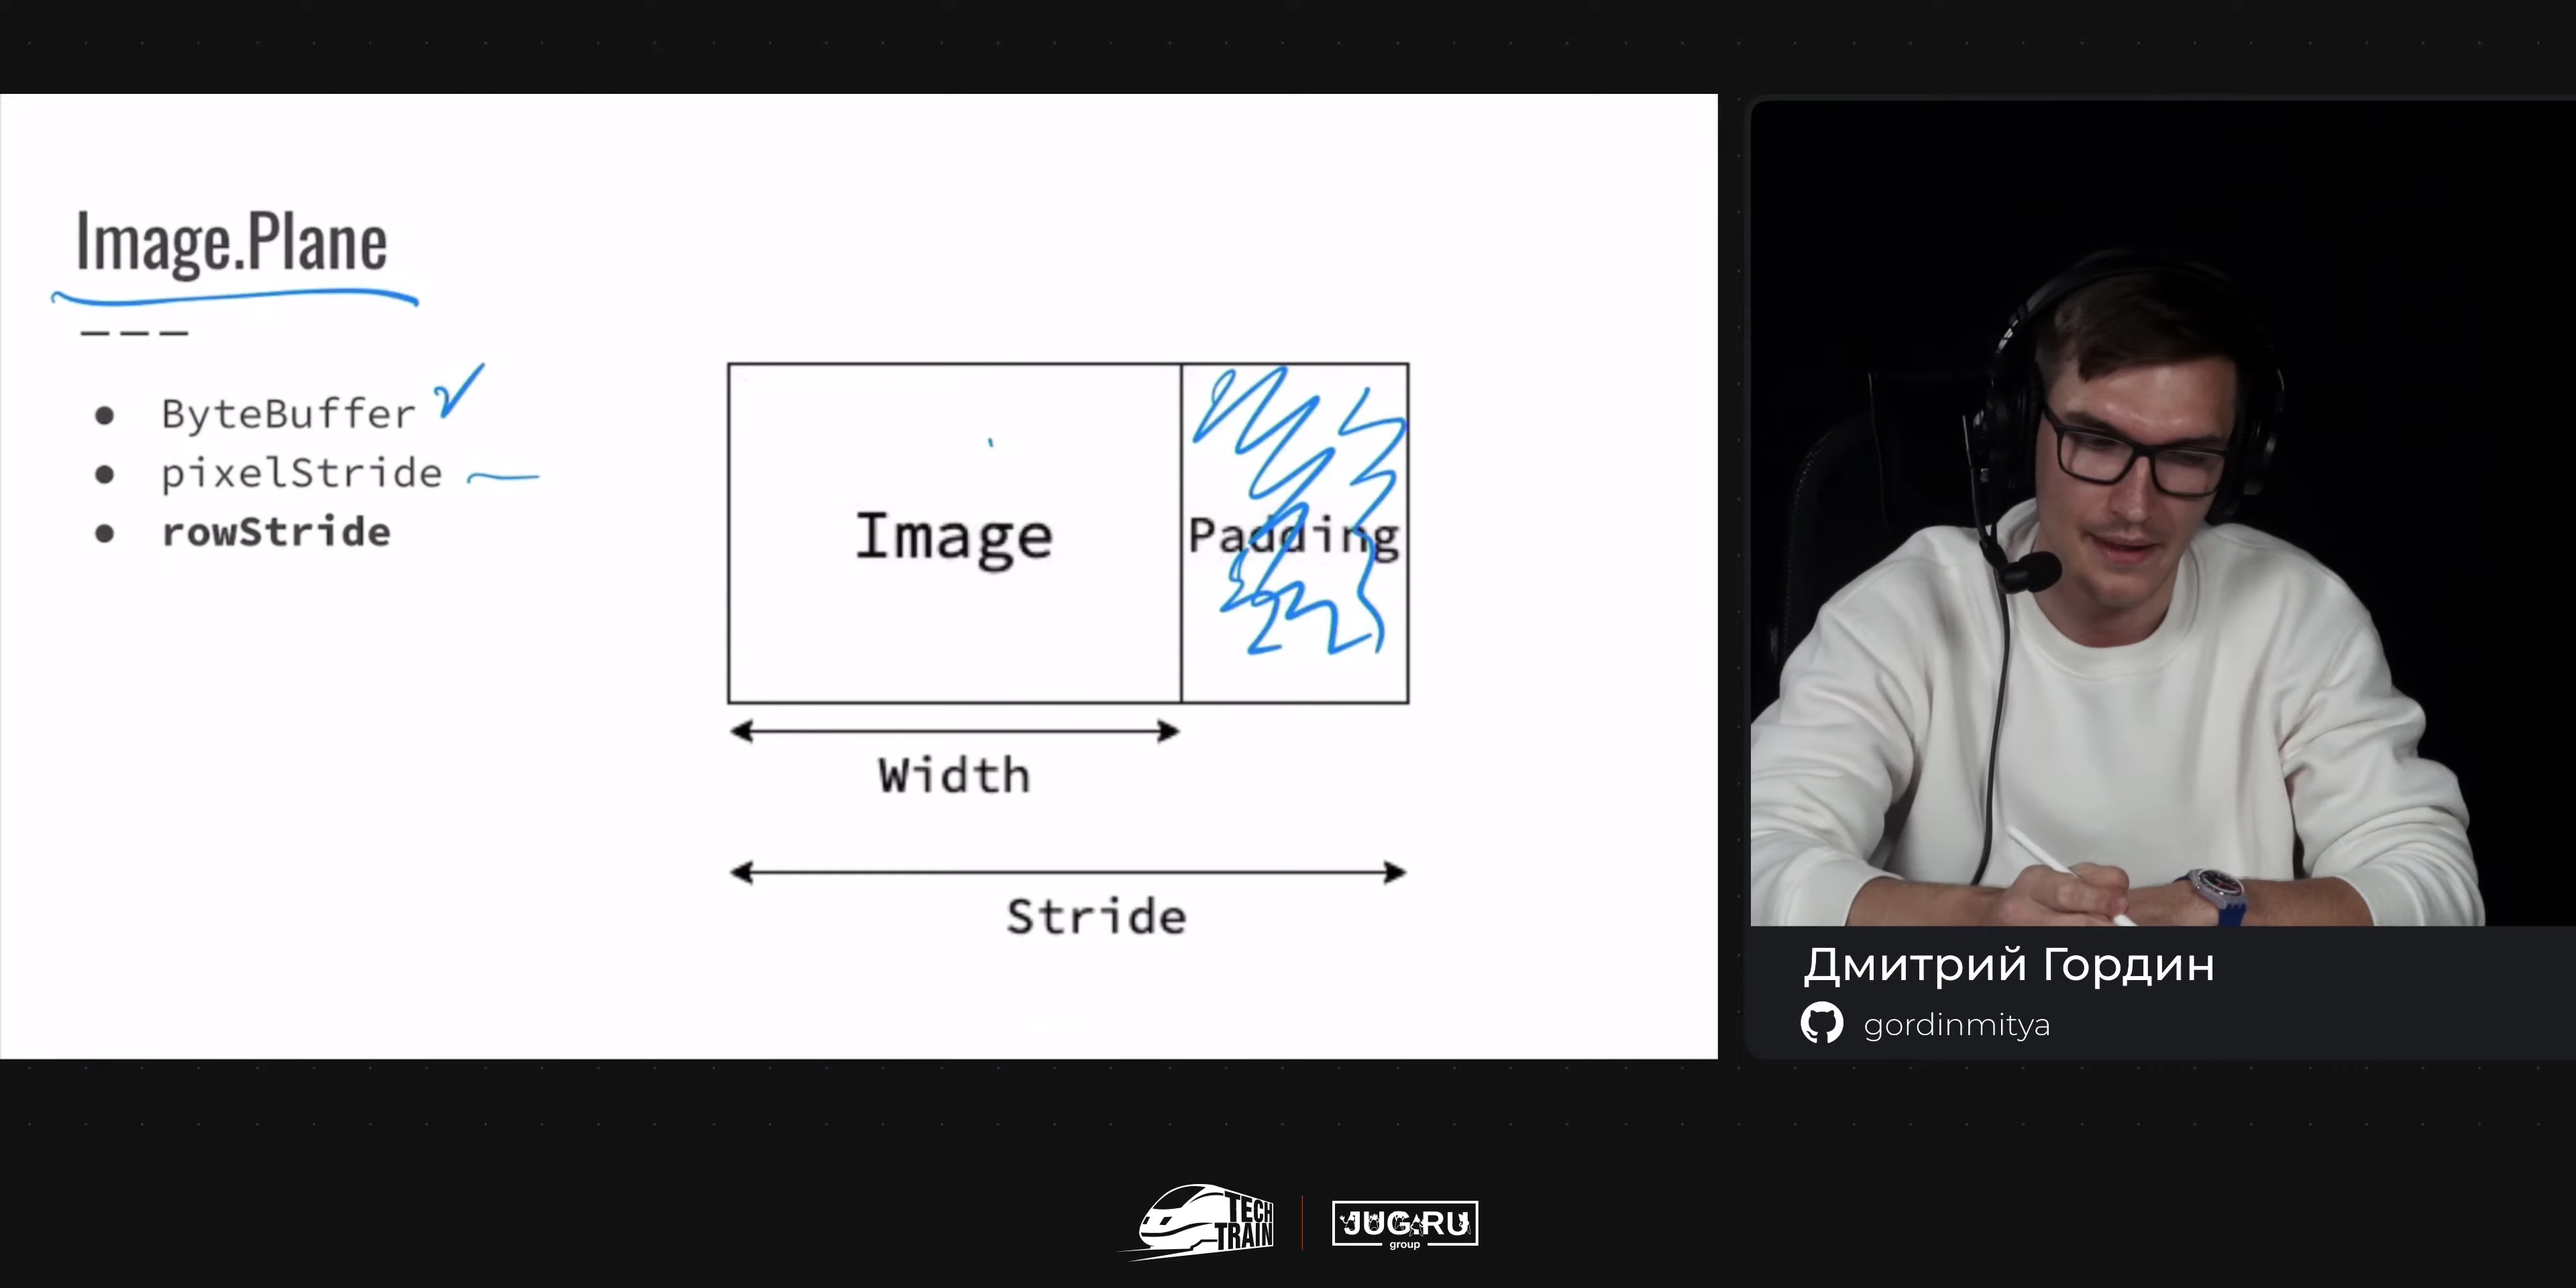 Image.Plane
ByteBuffer
pixelStride
rowStride
Image
Padding
Width
Stride
Дмитрий Гордин
gordinmitya
TECH
TRAIN
JUG.RU
group